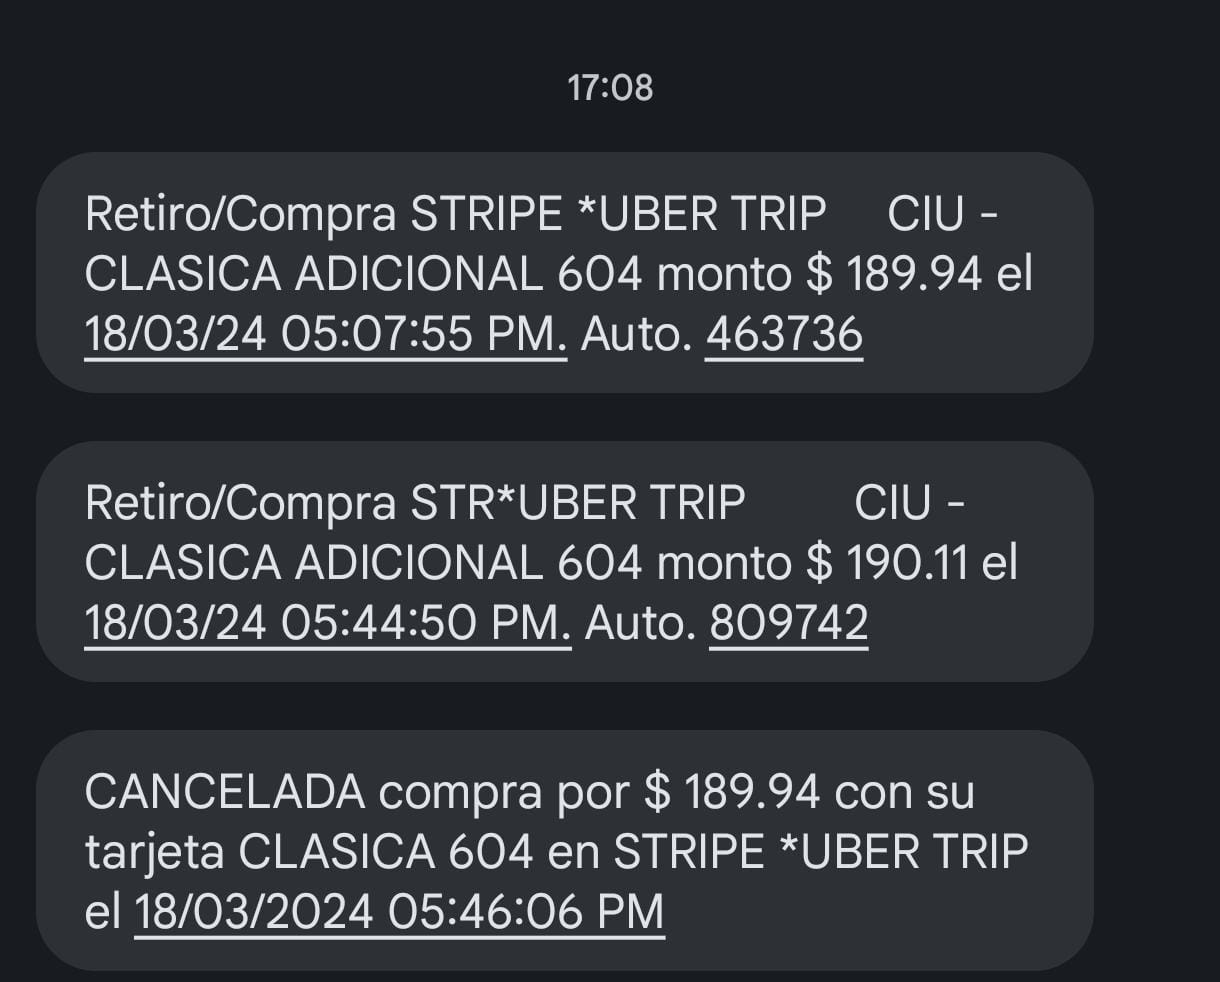 17:08
Retiro/Compra STRIPE *UBER TRIP     CIU -
CLASICA ADICIONAL 604 monto $ 189.94 el
18/03/24 05:07:55 PM. Auto. 463736
Retiro/Compra STR*UBER TRIP         CIU -
CLASICA ADICIONAL 604 monto $ 190.11 el
18/03/24 05:44:50 PM. Auto. 809742
CANCELADA compra por $ 189.94 con su
tarjeta CLASICA 604 en STRIPE *UBER TRIP
el 18/03/2024 05:46:06 PM